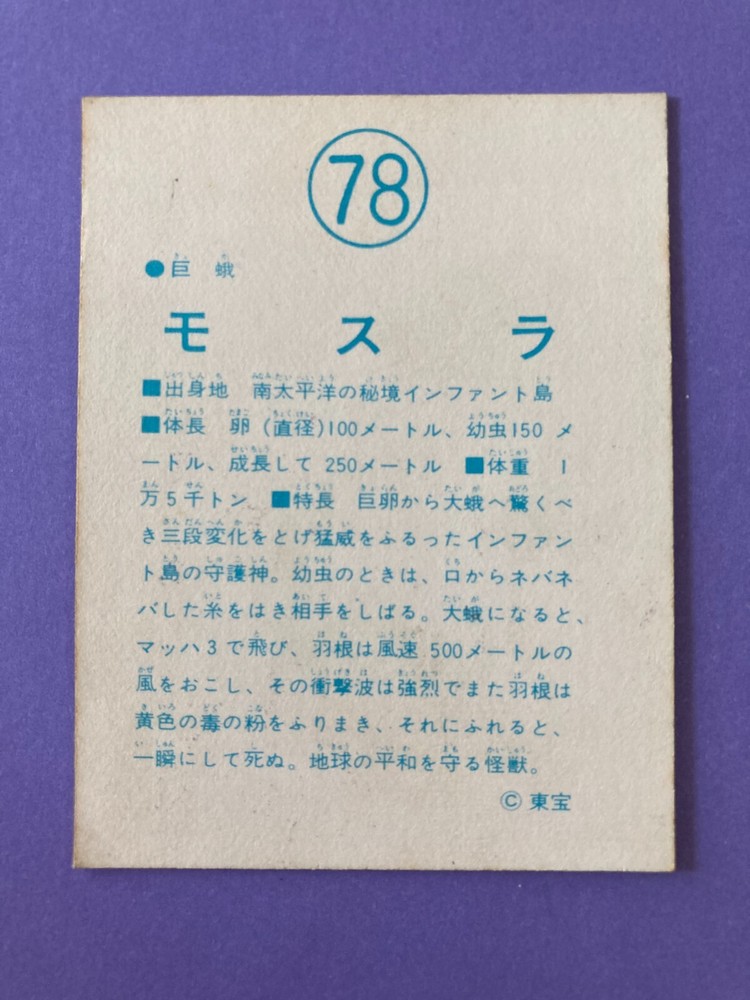 78
●巨蛾
モスラ
■出身地　南太平洋の秘境インファント島
■体長　卵(直径)100メートル、幼虫150メ
ートル、成長して250メートル　■体重　1
万5千トン　■特長　巨卵から大蛾へ驚くべ
き三段変化をとげ猛威をふるったインファン
ト島の守護神。幼虫のときは、口からネバネ
バした糸をはき相手をしばる。大蛾になると、
マッハ3で飛び、羽根は風速500メートルの
風をおこし、その衝撃波は強烈でまた羽根は
黄色の毒の粉をふりまき、それにふれると、
一瞬にして死ぬ。地球の平和を守る怪獣。
©東宝